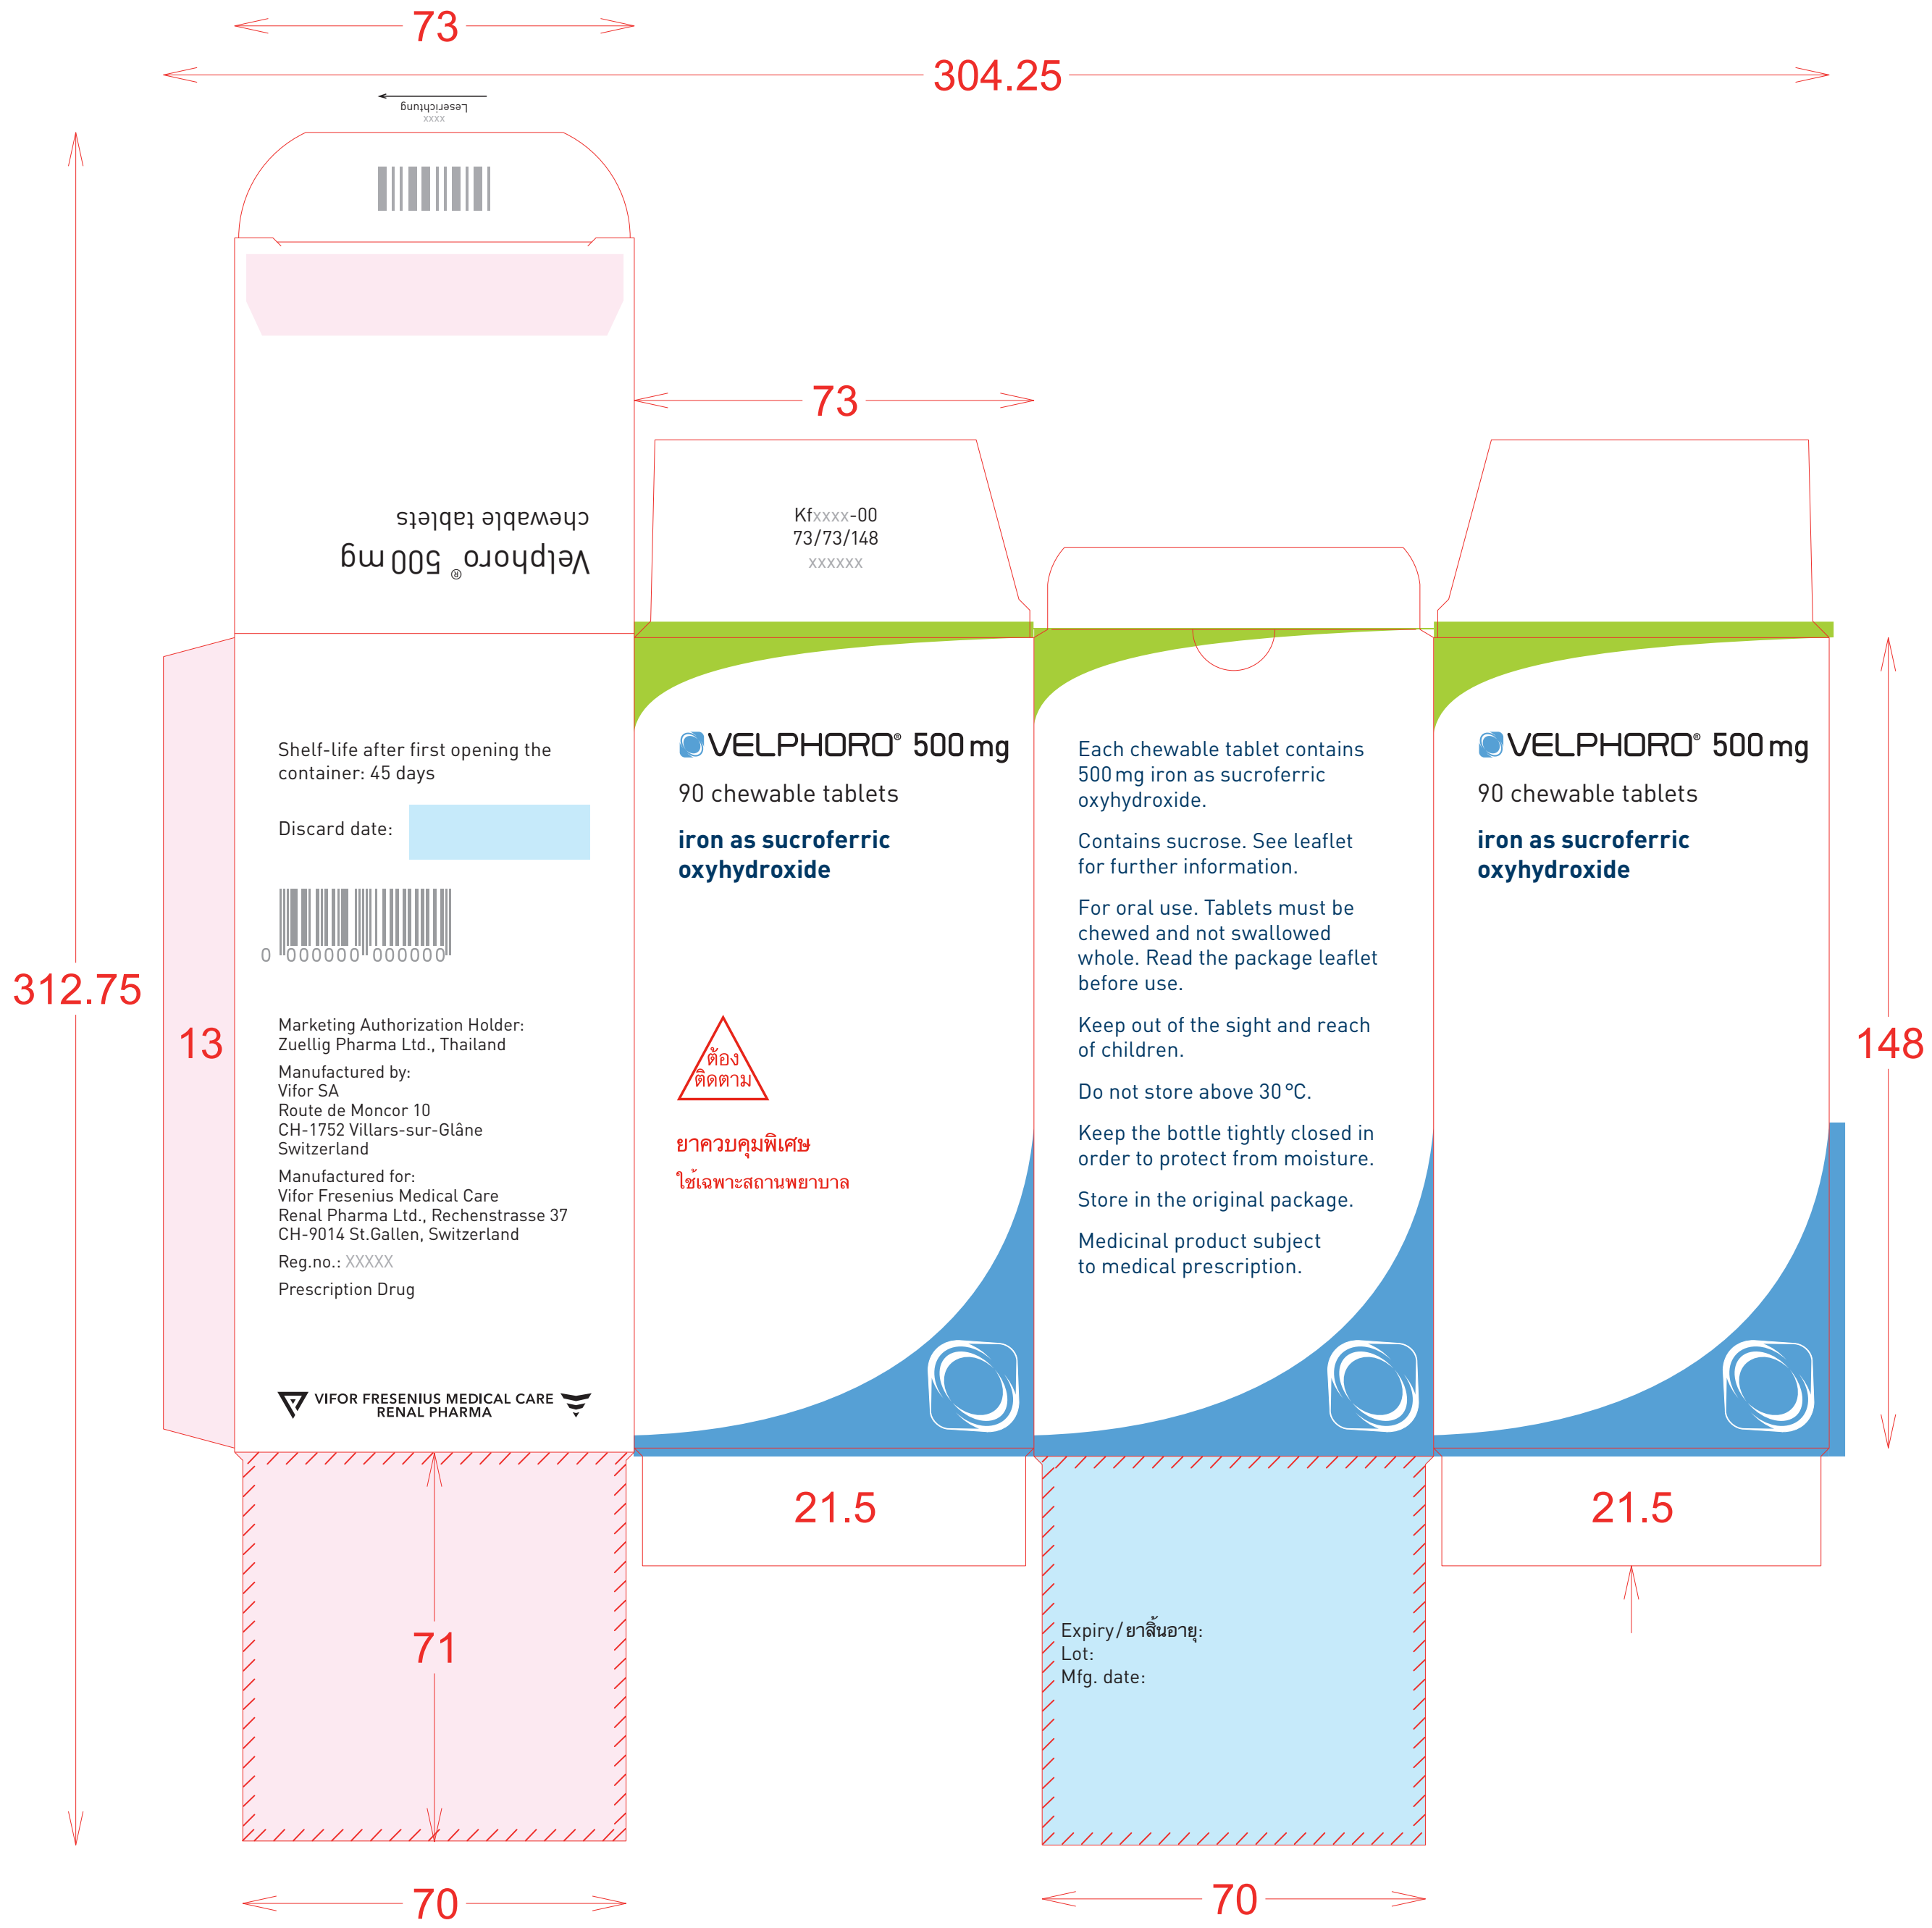 73
304.25
Leserichtung
xxxx
73
chewable tablets
Velphoro® 500 mg
Kfxxxx-00
73/73/148
xxxxxx
Shelf-life after first opening the
container: 45 days
Discard date:
0 000000 000000
Marketing Authorization Holder:
Zuellig Pharma Ltd., Thailand
Manufactured by:
Vifor SA
Route de Moncor 10
CH-1752 Villars-sur-Glâne
Switzerland
Manufactured for:
Vifor Fresenius Medical Care
Renal Pharma Ltd., Rechenstrasse 37
CH-9014 St.Gallen, Switzerland
Reg.no.: XXXXX
Prescription Drug
VIFOR FRESENIUS MEDICAL CARE
RENAL PHARMA
VELPHORO® 500 mg
90 chewable tablets
iron as sucroferric
oxyhydroxide
ต้อง
ติดตาม
ยาควบคุมพิเศษ
ใช้เฉพาะสถานพยาบาล
Each chewable tablet contains
500 mg iron as sucroferric
oxyhydroxide.
Contains sucrose. See leaflet
for further information.
For oral use. Tablets must be
chewed and not swallowed
whole. Read the package leaflet
before use.
Keep out of the sight and reach
of children.
Do not store above 30 °C.
Keep the bottle tightly closed in
order to protect from moisture.
Store in the original package.
Medicinal product subject
to medical prescription.
VELPHORO® 500 mg
90 chewable tablets
iron as sucroferric
oxyhydroxide
312.75
13
148
21.5
21.5
71
Expiry/ยาสิ้นอายุ:
Lot:
Mfg. date:
70
70